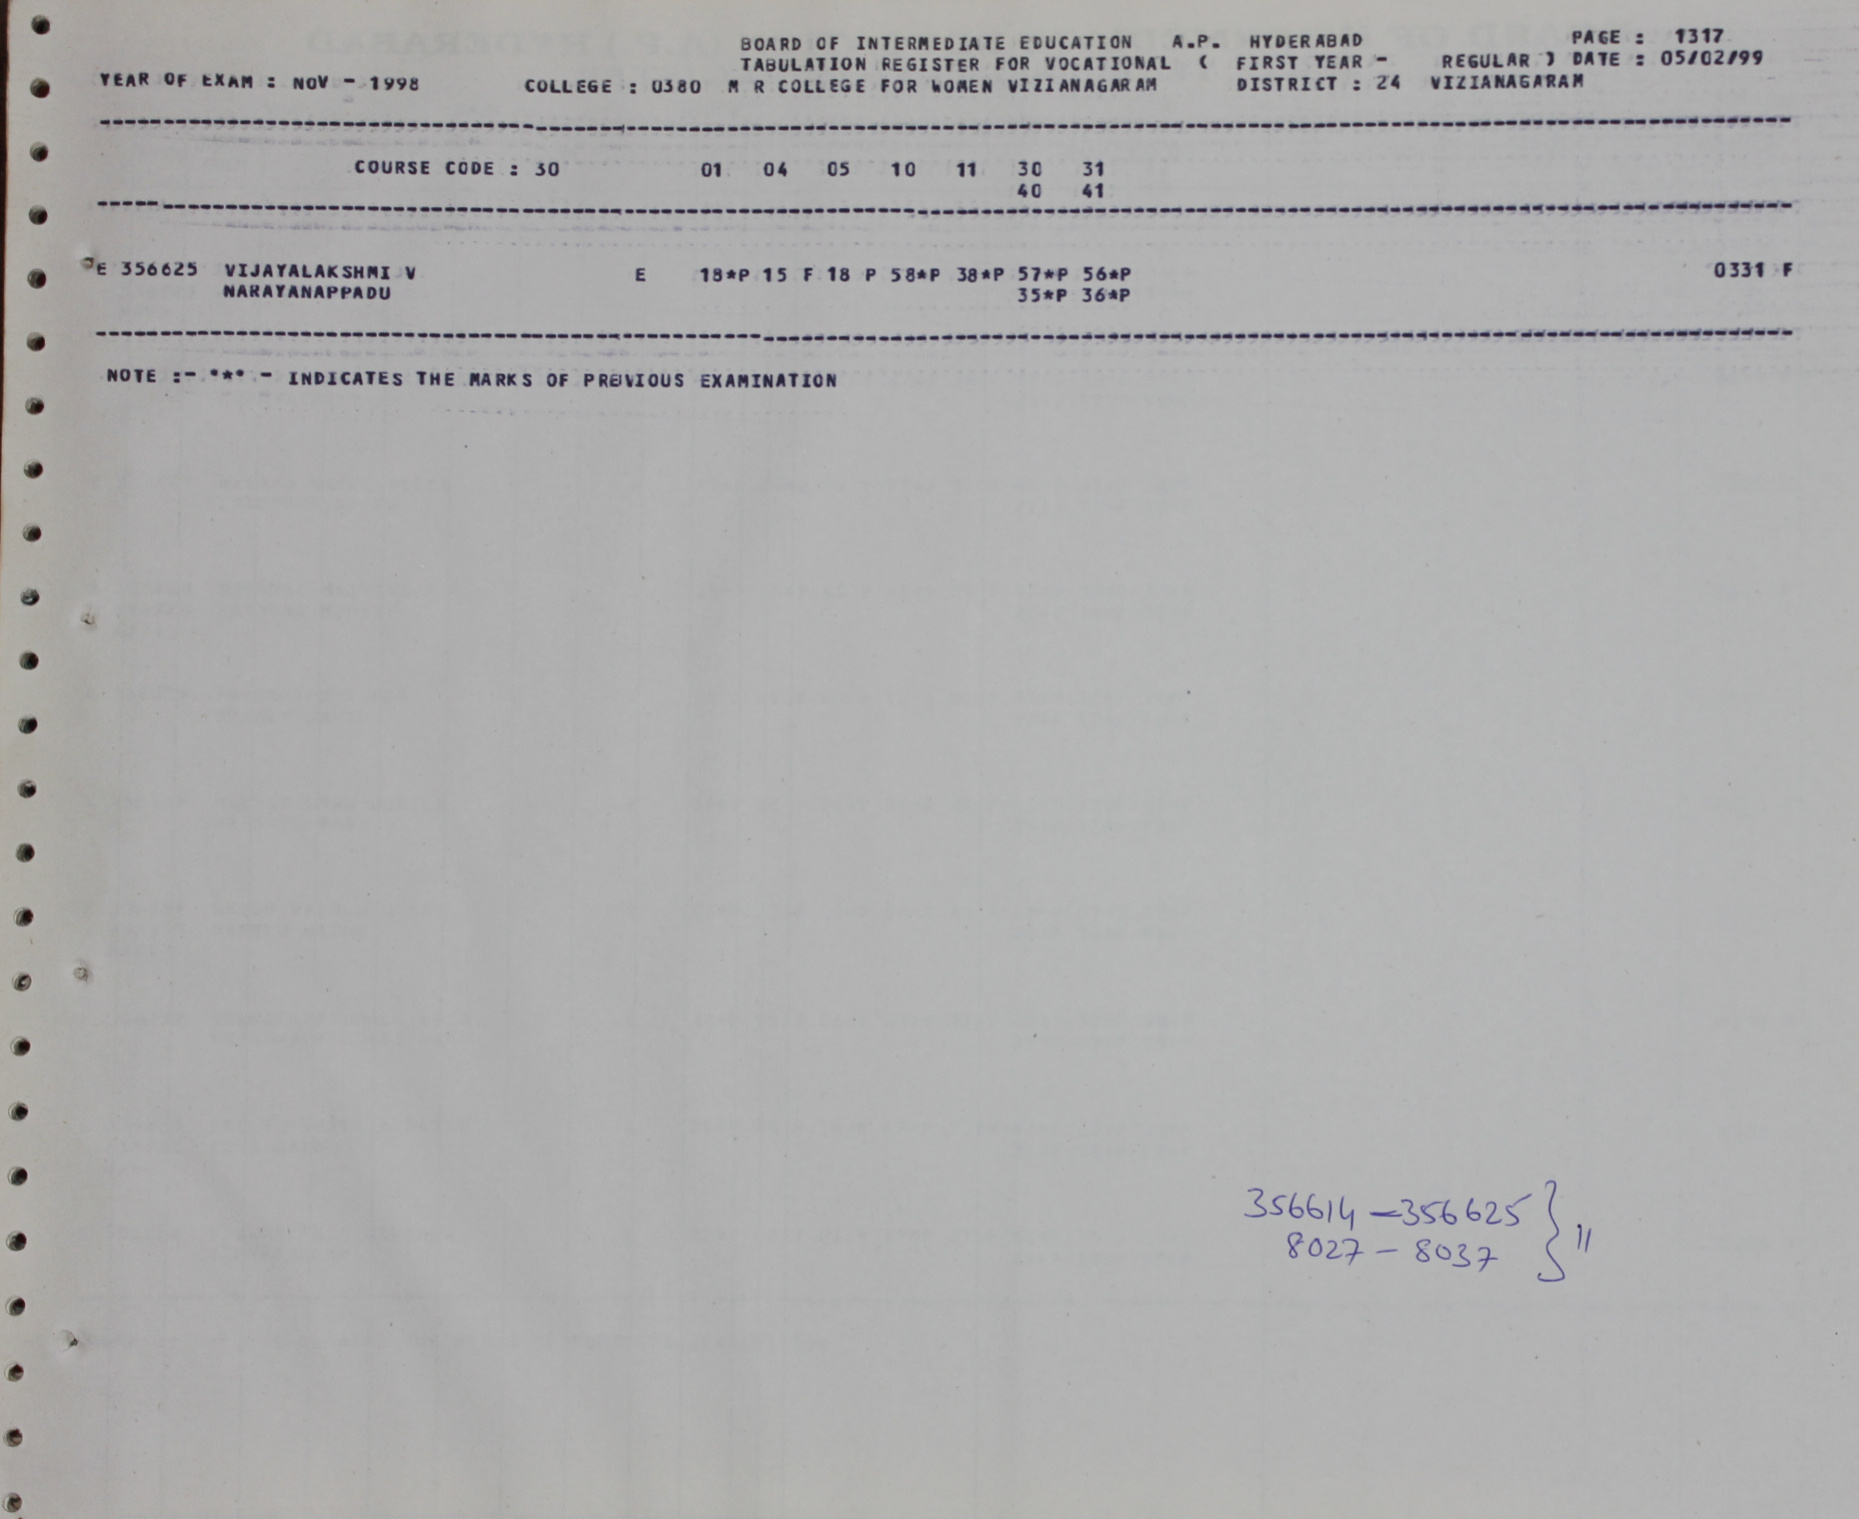 BOARD OF INTERMEDIATE EDUCATION A.P. HYDERABAD PAGE : 1317
TABULATION REGISTER FOR VOCATIONAL ( FIRST YEAR - REGULAR ) DATE : 05/02/99
YEAR OF EXAM : NOV - 1998 COLLEGE : 0380 M R COLLEGE FOR WOMEN VIZIANAGARAM DISTRICT : 24 VIZIANAGARAM
COURSE CODE : 30 01 04 05 10 11 30 31
40 41
E 356625 VIJAYALAKSHMI V E 18*P 15 F 18 P 58*P 38*P 57*P 56*P 0331 F
NARAYANAPPADU 35*P 36*P
NOTE :- "*" - INDICATES THE MARKS OF PREVIOUS EXAMINATION
356614 - 356625 } 11
8027 - 8037